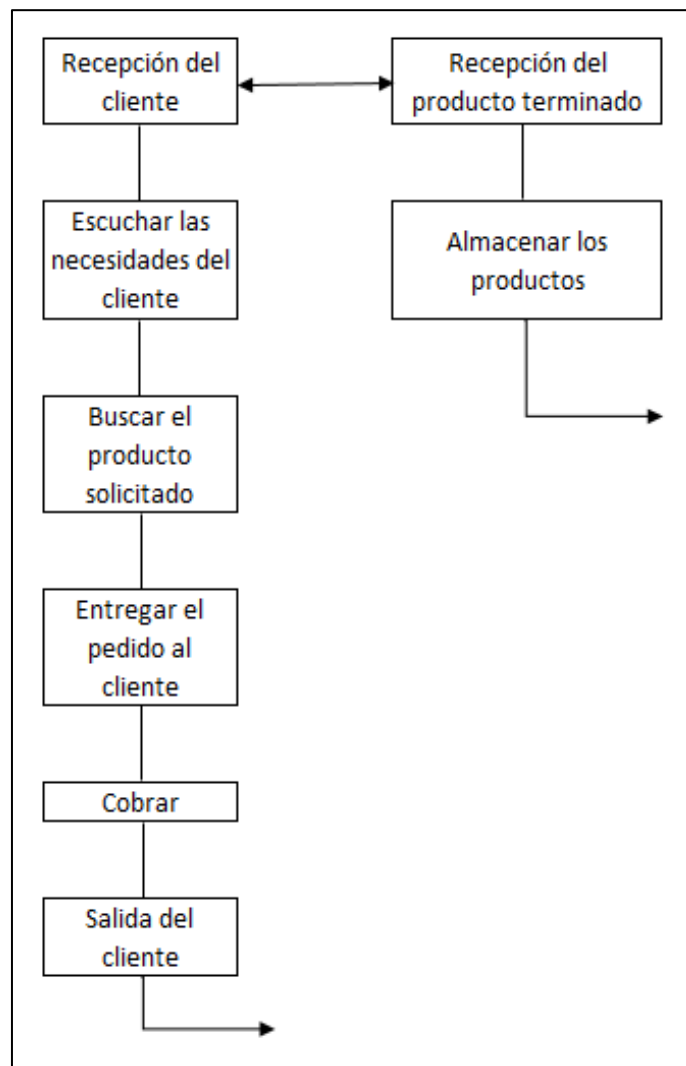 Recepción del
cliente
Recepción del
producto terminado
Escuchar las
necesidades del
cliente
Almacenar los
productos
Buscar el
producto
solicitado
Entregar el
pedido al
cliente
Cobrar
Salida del
cliente